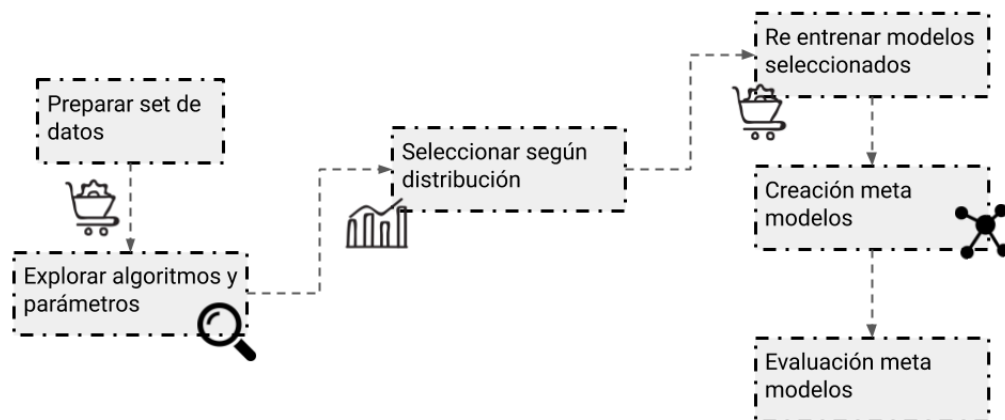 Preparar set de
datos
Explorar algoritmos y
parámetros
Seleccionar según
distribución
Re entrenar modelos
seleccionados
Creación meta
modelos
Evaluación meta
modelos